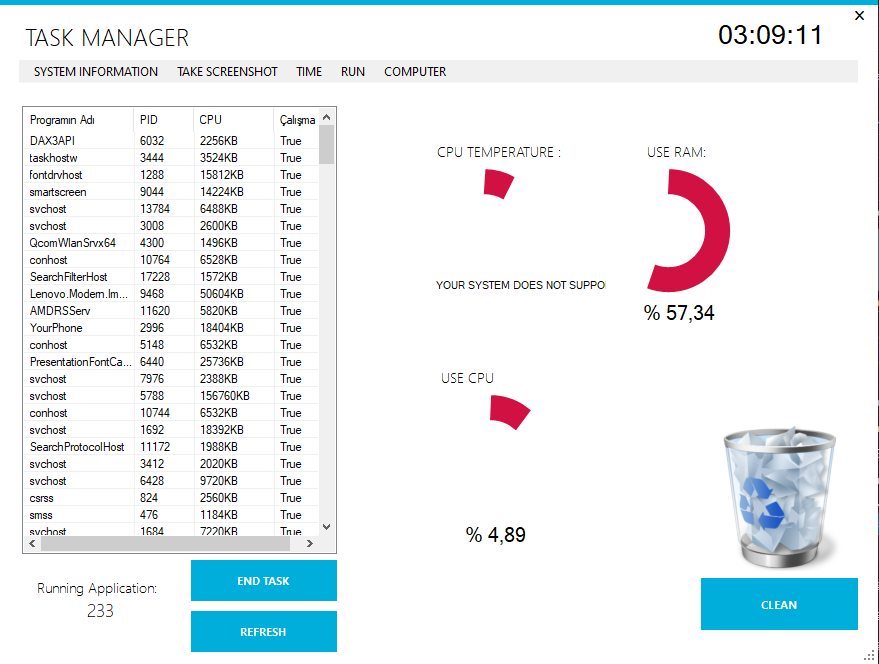 TASK MANAGER
03:09:11
SYSTEM INFORMATION TAKE SCREENSHOT TIME RUN COMPUTER
Programın Adı PID CPU Çalışma
DAX3API 6032 2256KB True
taskhostw 3444 3524KB True
fontdrvhost 1288 15812KB True
smartscreen 9044 14224KB True
svchost 13784 6488KB True
svchost 3008 2600KB True
QcomWlanSrvx64 4300 1496KB True
conhost 10764 6528KB True
SearchFilterHost 17228 1572KB True
Lenovo.Modern.Im... 9468 50604KB True
AMDRSServ 11620 5820KB True
YourPhone 2996 18404KB True
conhost 5148 6532KB True
PresentationFontCa... 6440 25736KB True
svchost 7976 2388KB True
svchost 5788 156760KB True
conhost 10744 6532KB True
svchost 1692 18392KB True
SearchProtocolHost 11172 1988KB True
svchost 3412 2020KB True
svchost 6428 9720KB True
csrss 824 2560KB True
smss 476 1184KB True
svchost 1684 7220KB True
CPU TEMPERATURE :
YOUR SYSTEM DOES NOT SUPPO
USE RAM:
% 57,34
USE CPU
% 4,89
Running Application:
233
END TASK
REFRESH
CLEAN